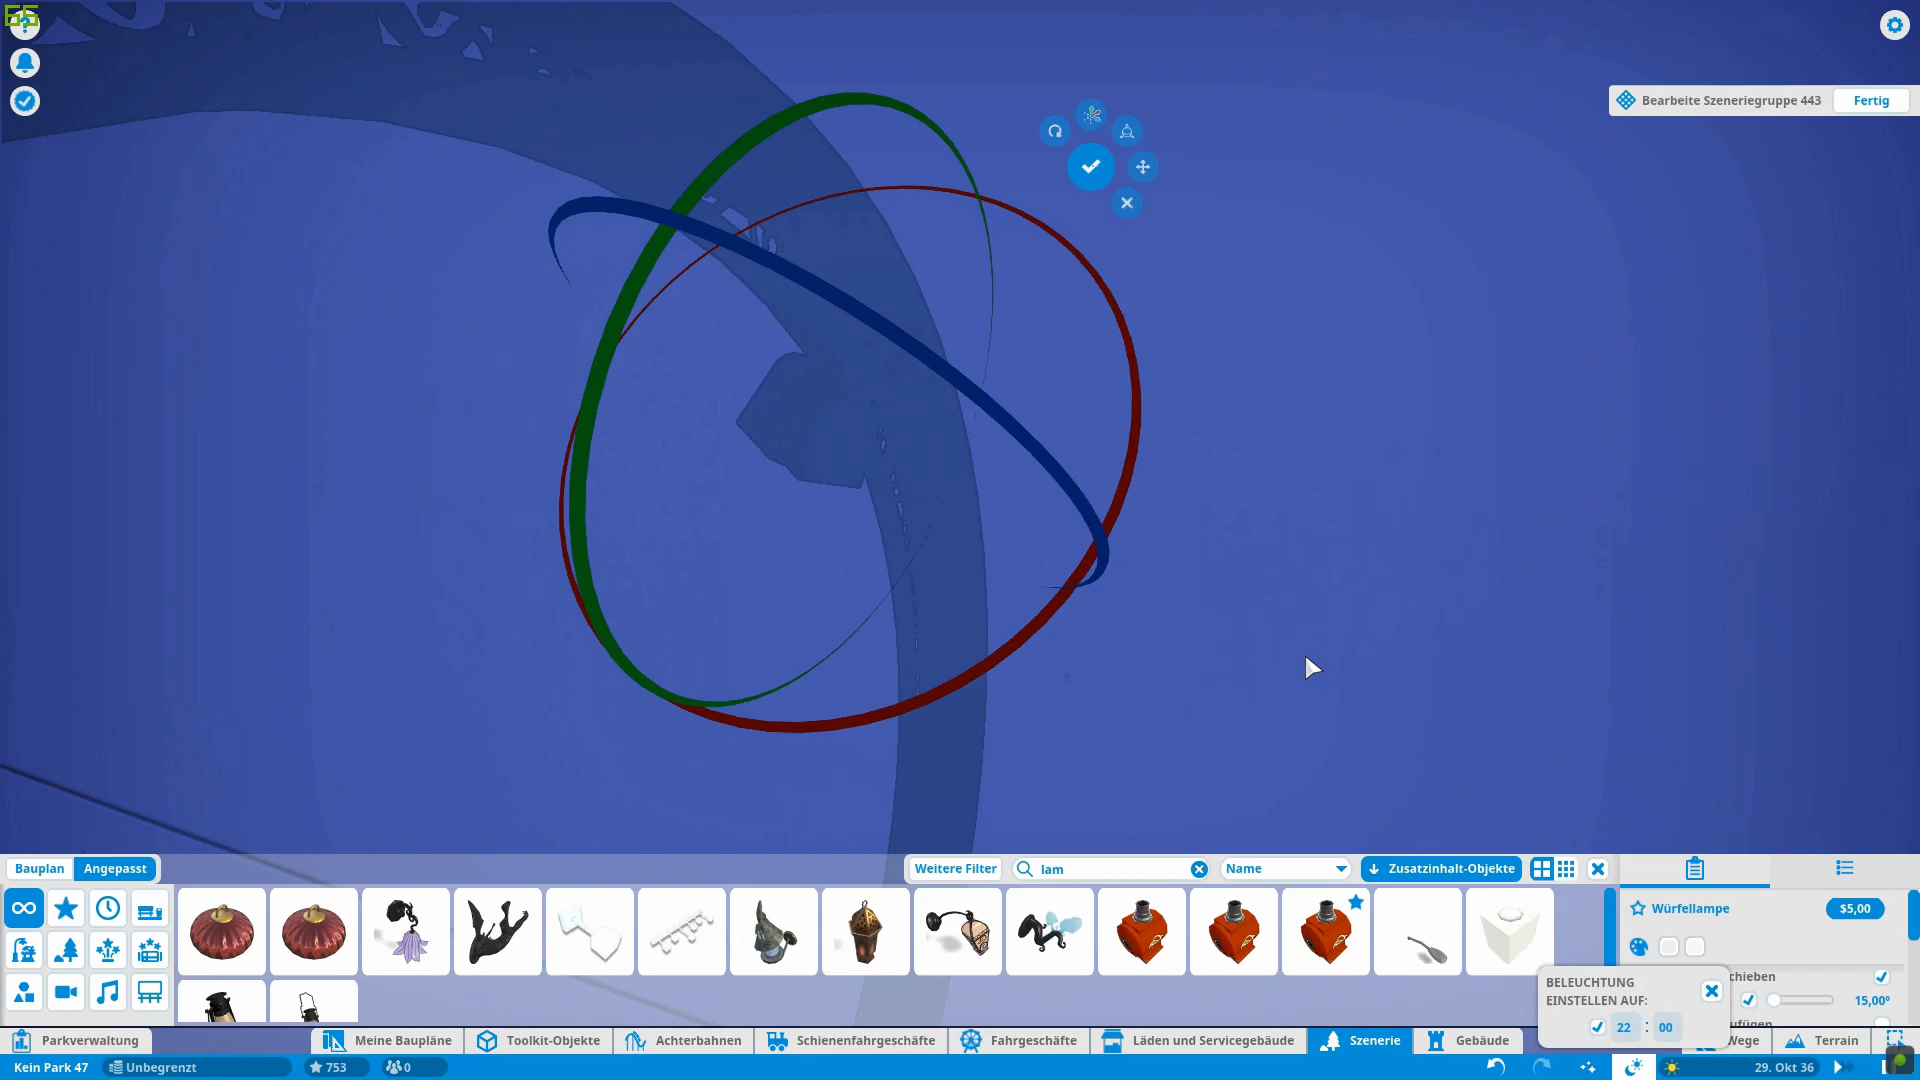 65
Bearbeite Szeneriegruppe 443
Fertig
Bauplan
Angepasst
Weitere Filter
lam
Name
Zusatzinhalt-Objekte
Würfellampe
$5,00
chieben
15,00°
BELEUCHTUNG
EINSTELLEN AUF:
22 : 00
Parkverwaltung
Meine Baupläne
Toolkit-Objekte
Achterbahnen
Schienenfahrgeschäfte
Fahrgeschäfte
Läden und Servicegebäude
Szenerie
Gebäude
Wege
Terrain
Kein Park 47
Unbegrenzt
753
0
29. Okt 36